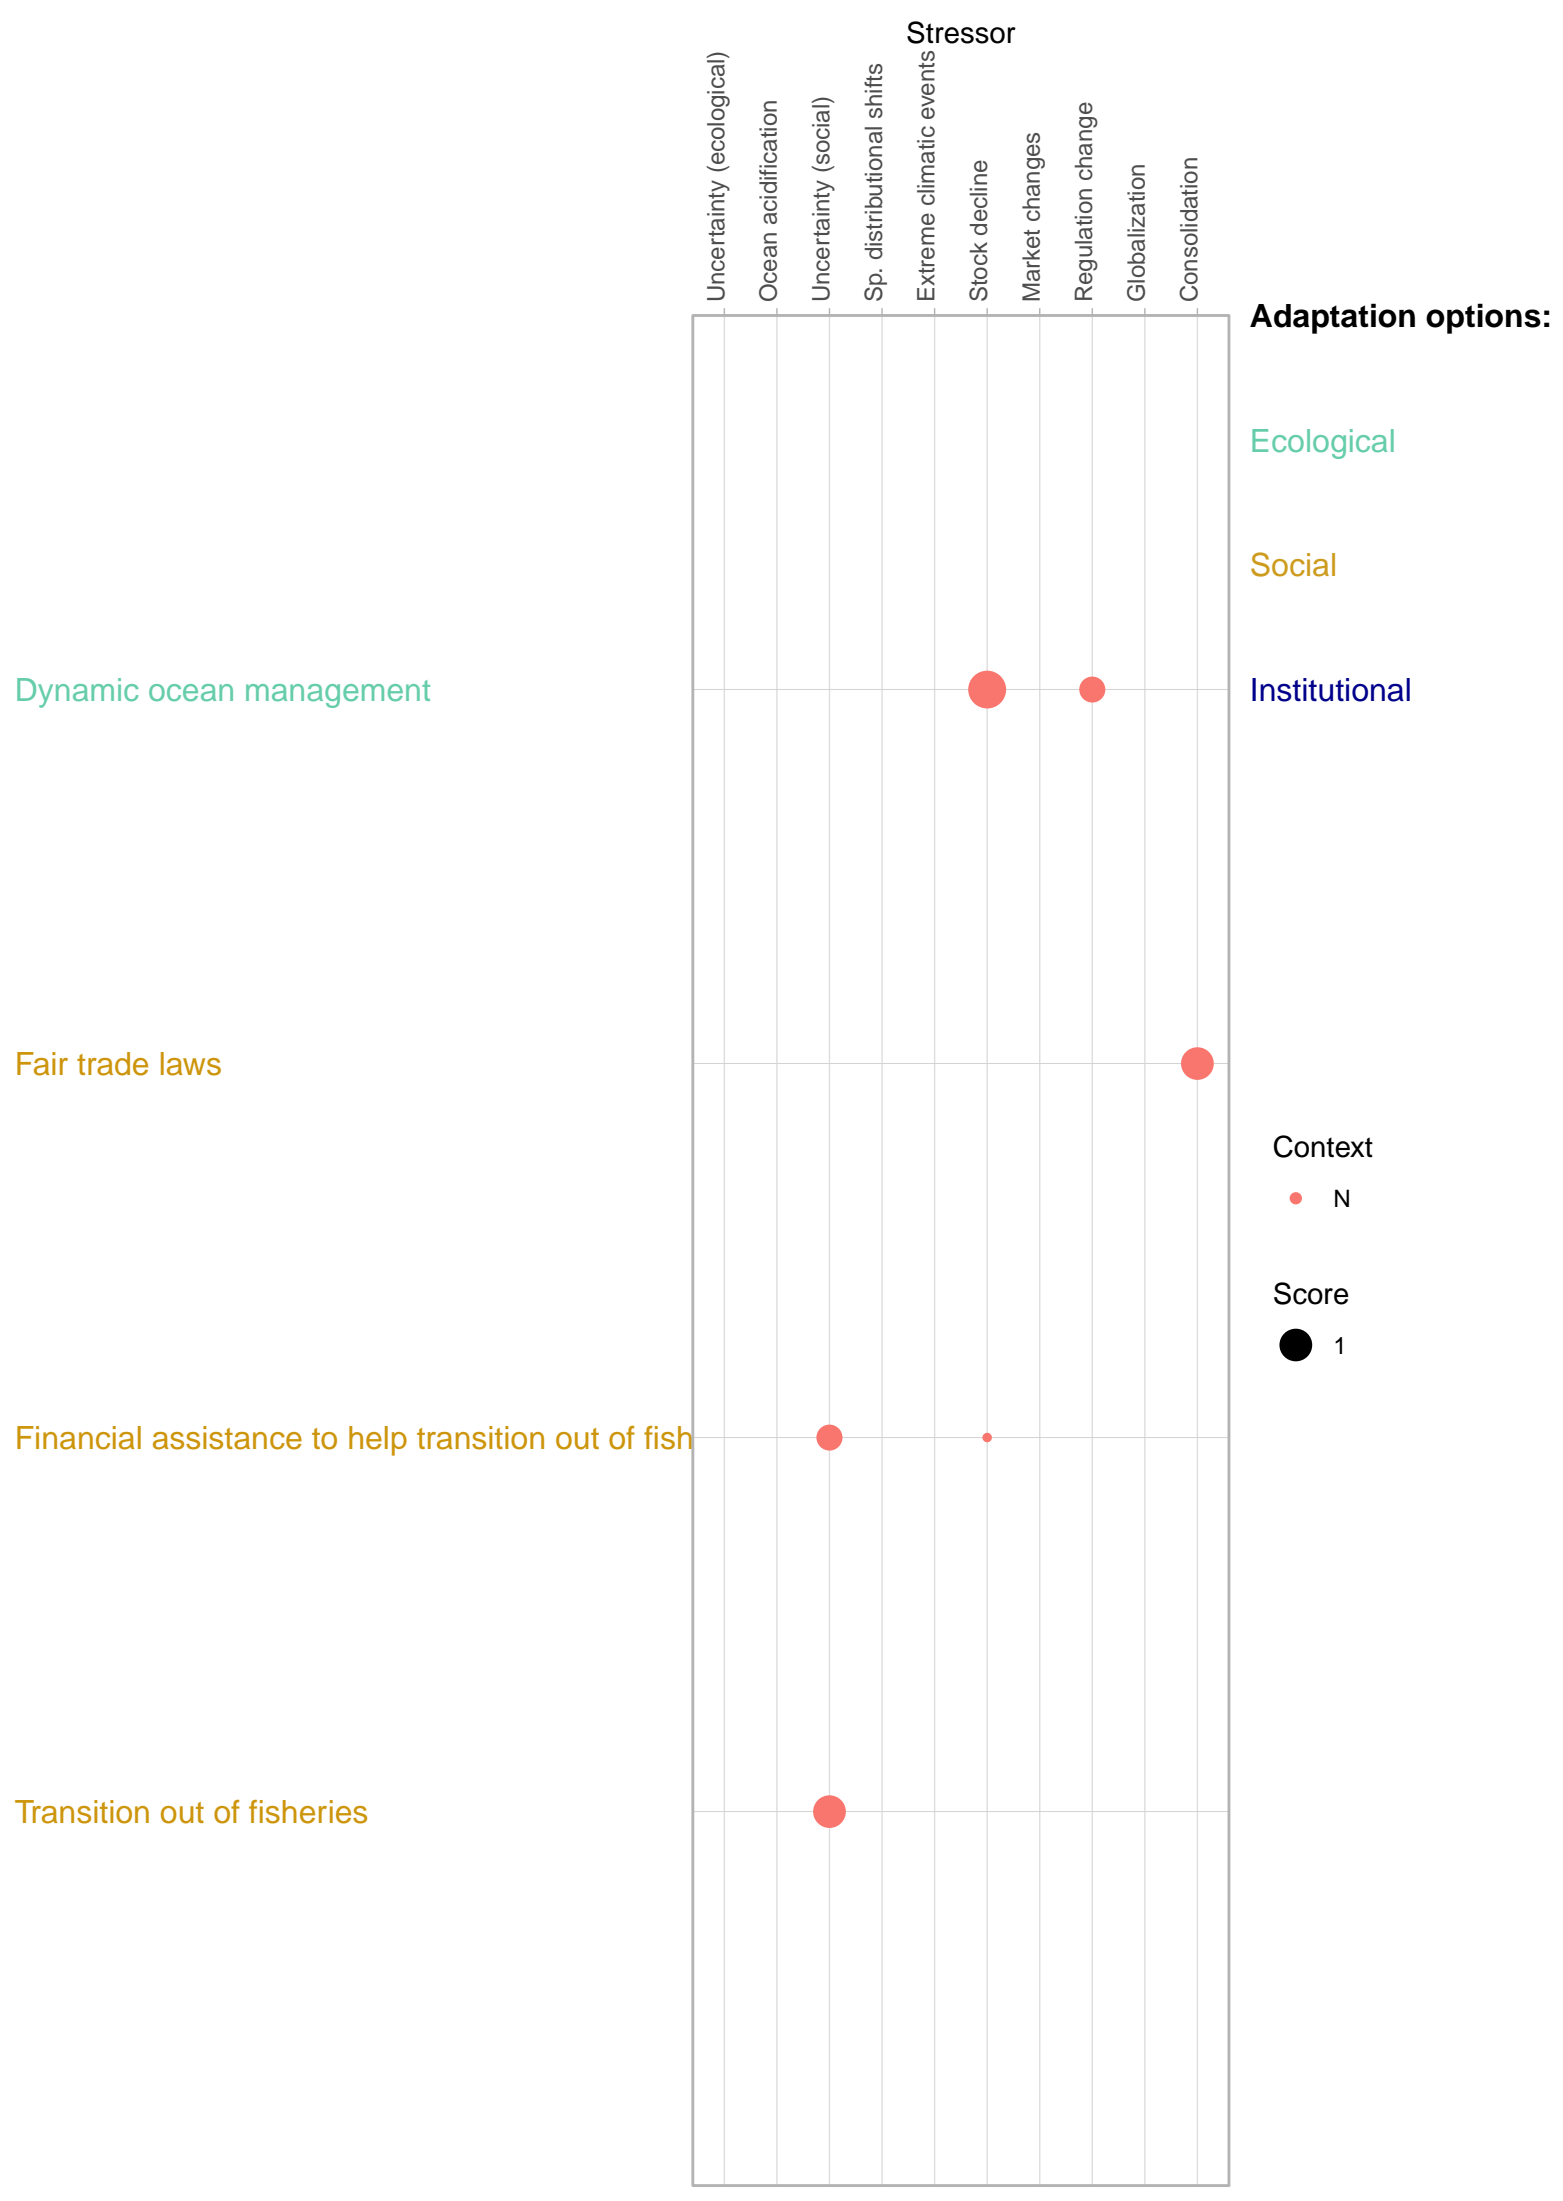 Stressor
Uncertainty (ecological)
Ocean acidification
Uncertainty (social)
Sp. distributional shifts
Extreme climatic events
Stock decline
Market changes
Regulation change
Globalization
Consolidation
Adaptation options:
Ecological
Social
Dynamic ocean management
Institutional
Fair trade laws
Context
N
Score
1
Financial assistance to help transition out of fish
Transition out of fisheries